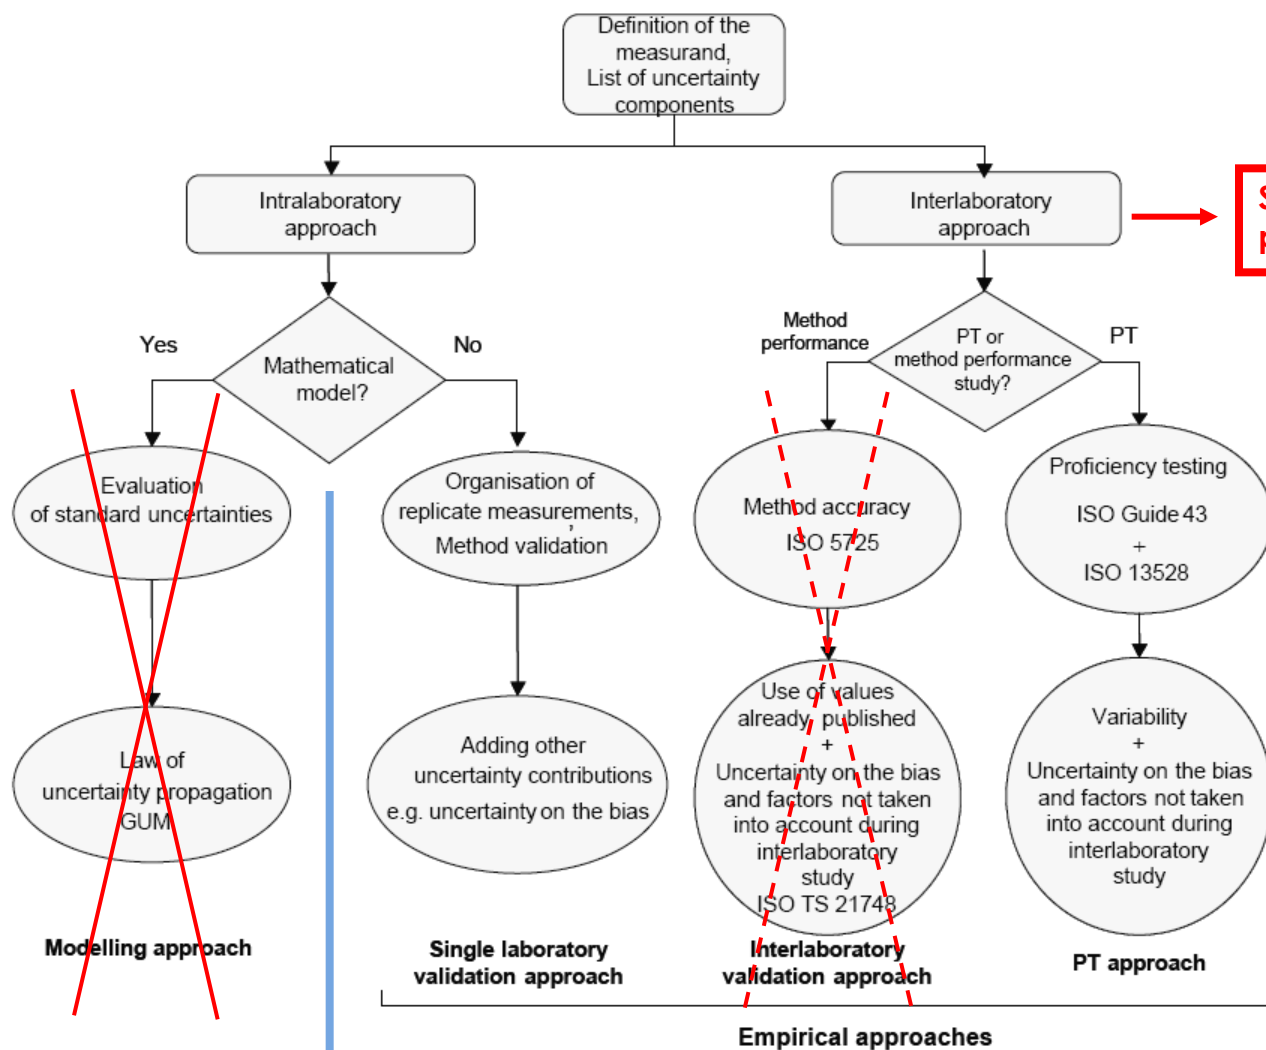 Definition of the
measurand,
List of uncertainty
components
Intralaboratory
approach
Interlaboratory
approach
Yes
No
Mathematical
model?
Method
performance
PT
PT or
method performance
study?
Evaluation
of standard uncertainties
Organisation of
replicate measurements,
Method validation
Method accuracy
ISO 5725
Proficiency testing
ISO Guide 43
+
ISO 13528
Law of
uncertainty propagation
GUM
Adding other
uncertainty contributions
e.g. uncertainty on the bias
Use of values
already published
+
Uncertainty on the bias
and factors not taken
into account during
interlaboratory
study
ISO TS 21748
Variability
+
Uncertainty on the bias
and factors not taken
into account during
interlaboratory
study
Modelling approach
Single laboratory
validation approach
Interlaboratory
validation approach
PT approach
Empirical approaches